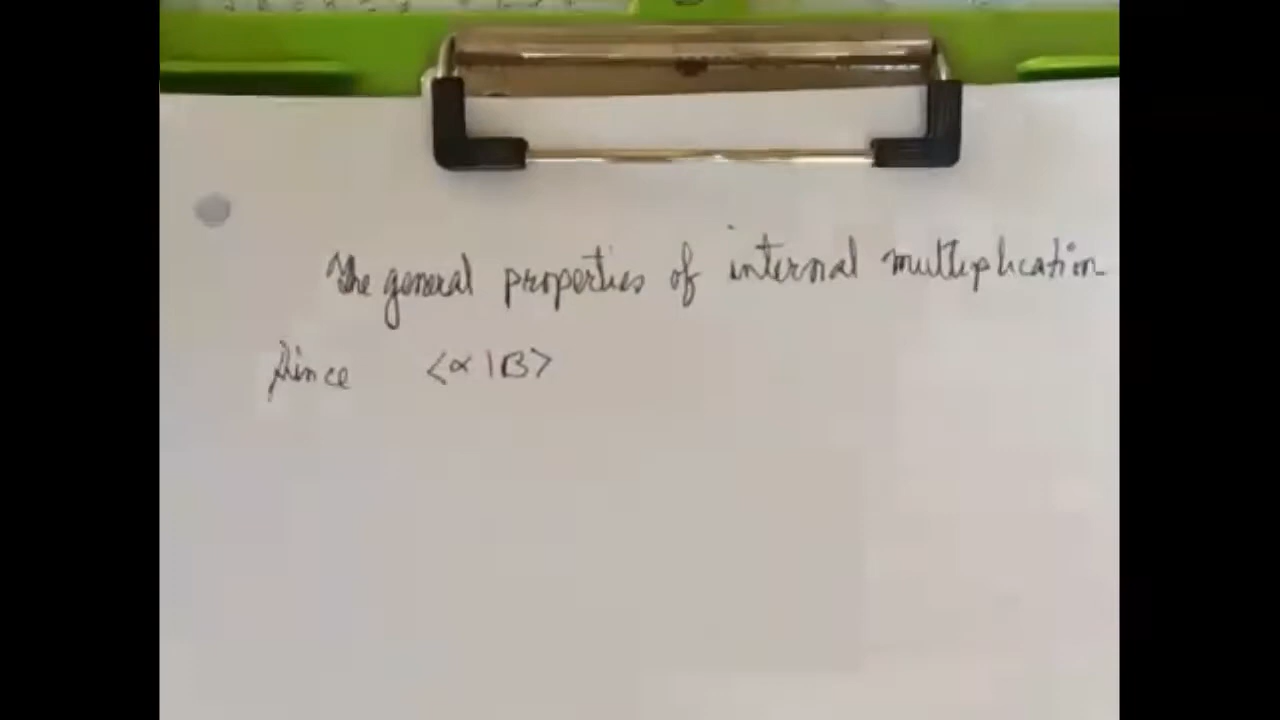 The general properties of internal multiplication
Since <α|B>